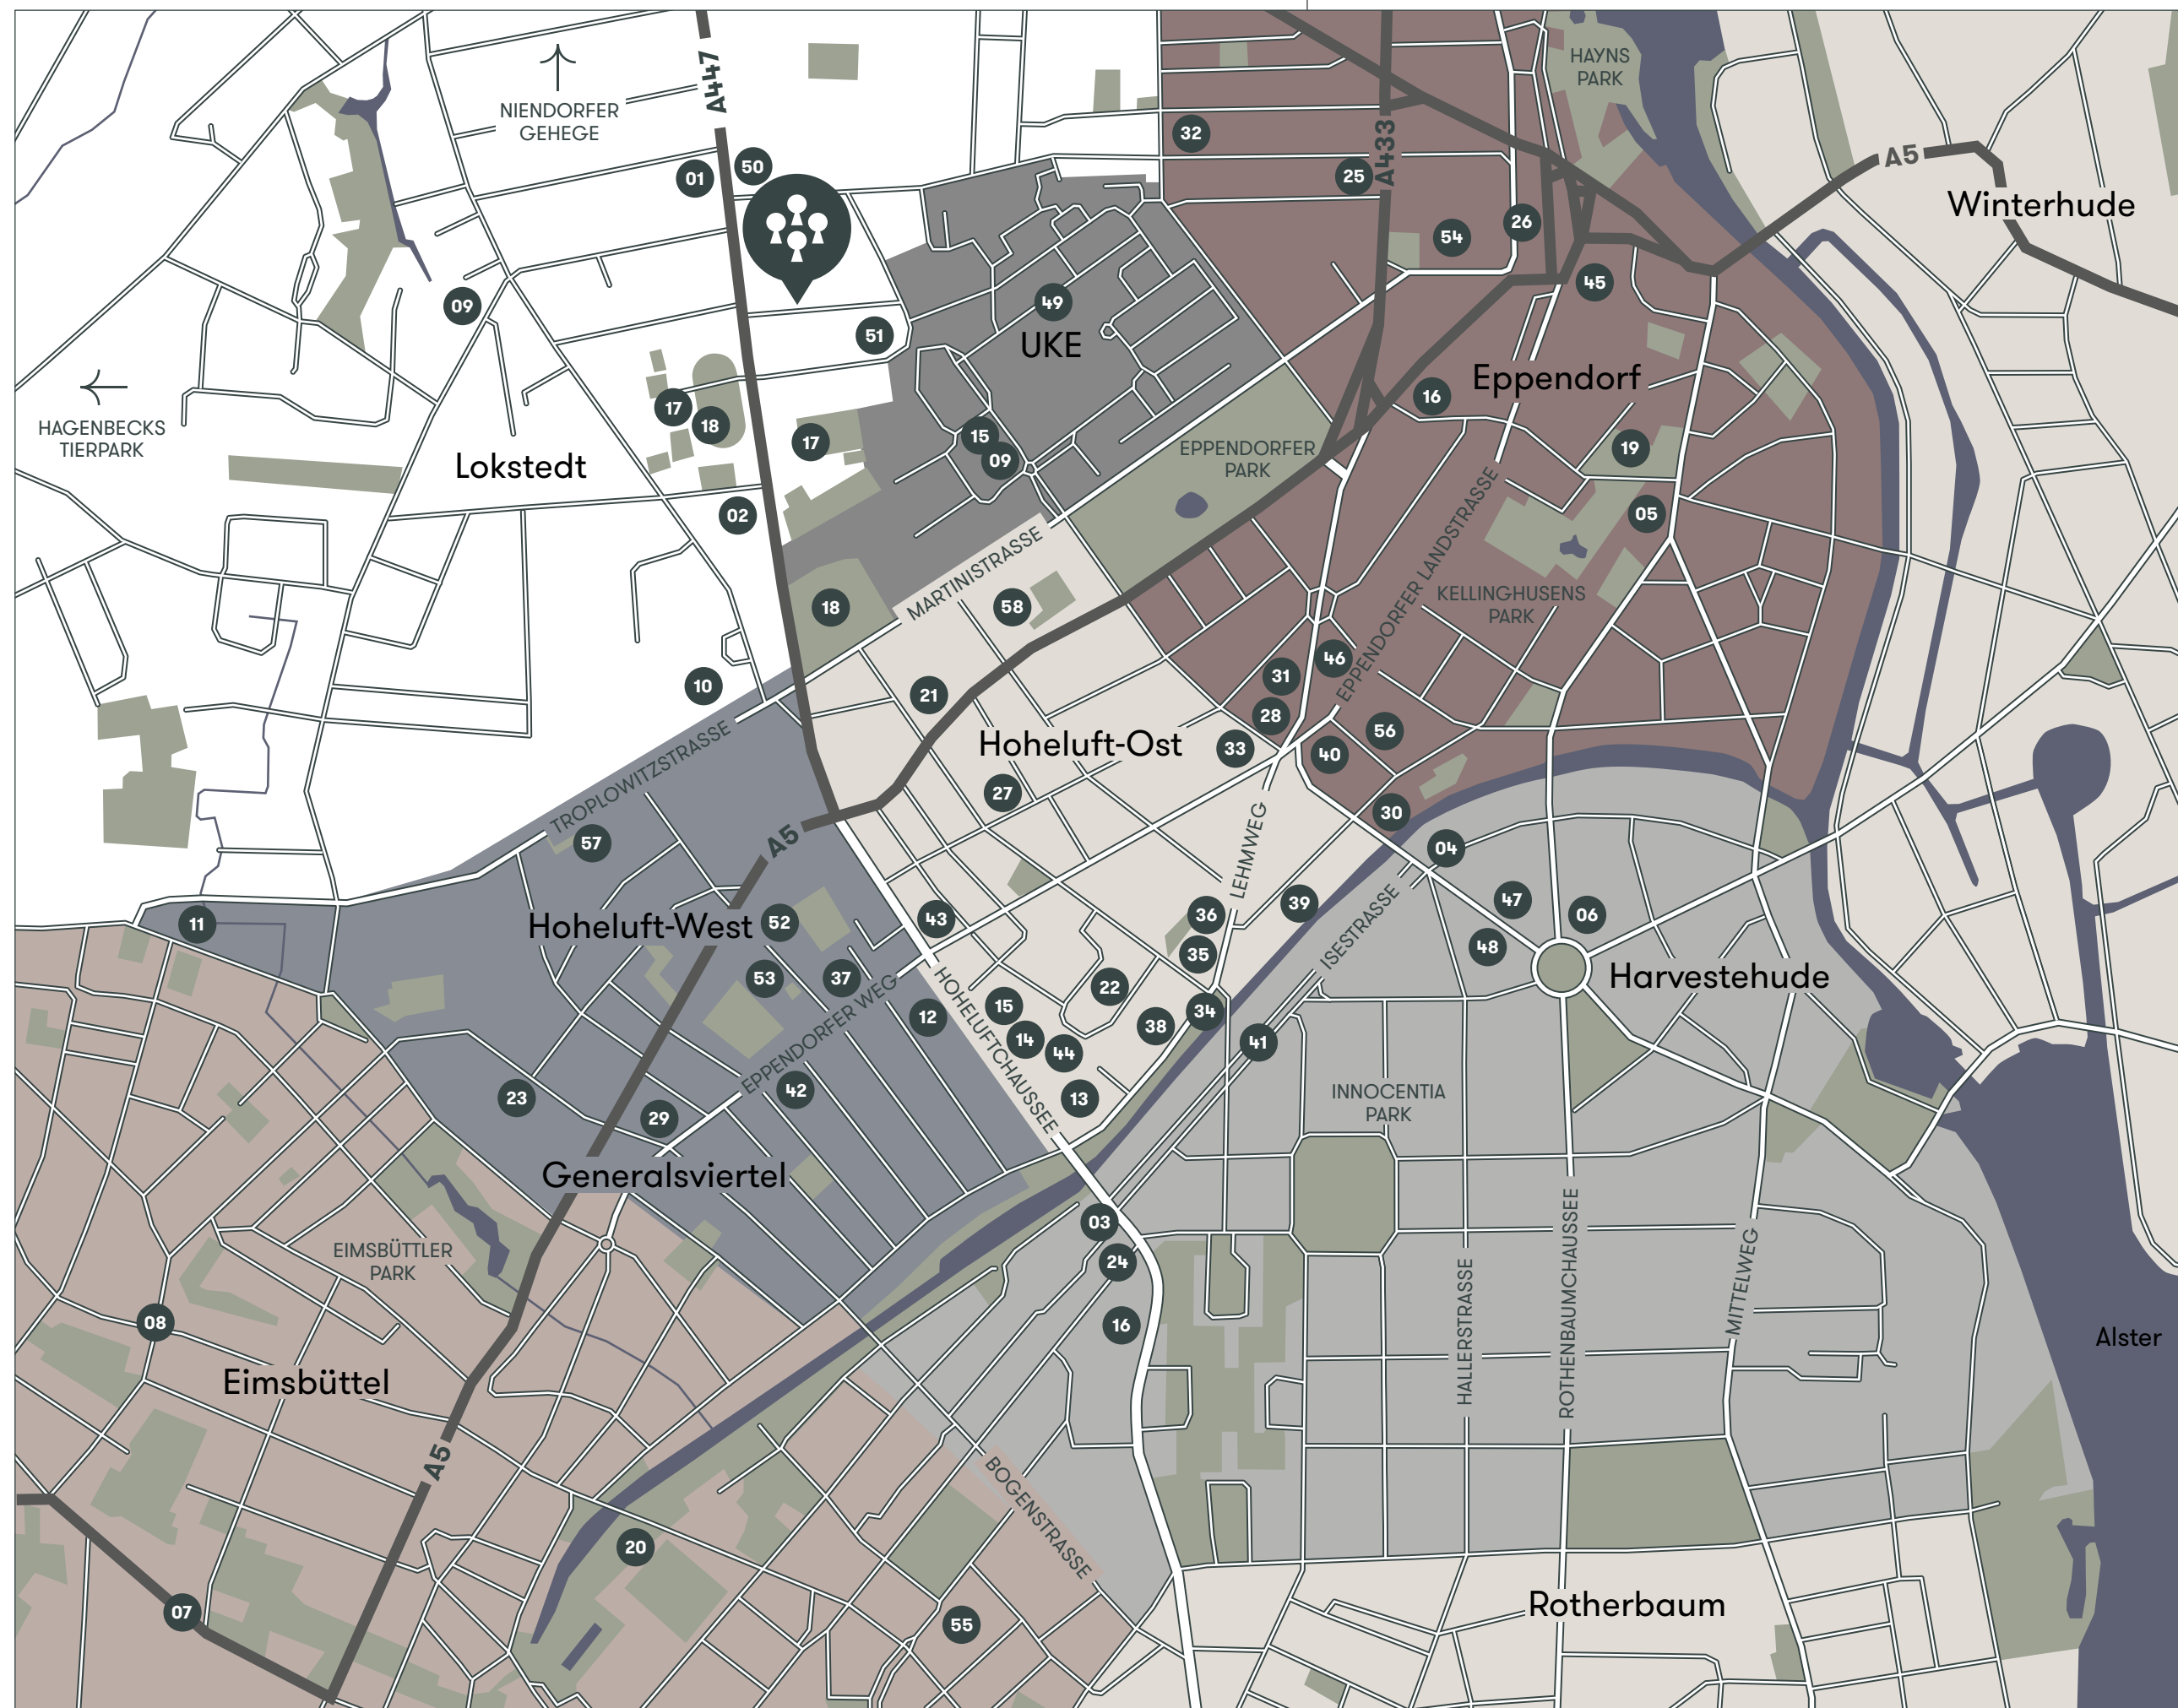 A447
NIENDORFER
GEHEGE
HAYNS
PARK
A433
A5
Winterhude
32
50
01
25
26
54
45
49
09
UKE
51
Eppendorf
HAGENBECKS
TIERPARK
16
17
18
17
15
09
EPPENDORFER
PARK
19
Lokstedt
02
05
MARTINISTRASSE
EPPENDORFER LANDSTRASSE
18
58
KELLINGHUSENS
PARK
46
31
10
21
28
56
Hoheluft-Ost
33
40
TROPLOWITZSTRASSE
27
30
57
A5
LEHMWEG
04
39
47
06
11
Hoheluft-West
52
43
36
ISESTRASSE
48
35
Harvestehude
53
37
EPPENDORFER WEG
HOHELUFTCHAUSSEE
22
12
15
34
38
14
41
44
INNOCENTIA
PARK
42
23
13
29
Generalsviertel
03
EIMSBÜTTLER
PARK
24
HALLERSTRASSE
ROTHENBAUMCHAUSSEE
MITTELWEG
08
16
Alster
Eimsbüttel
A5
BOGENSTRASSE
20
07
55
Rotherbaum